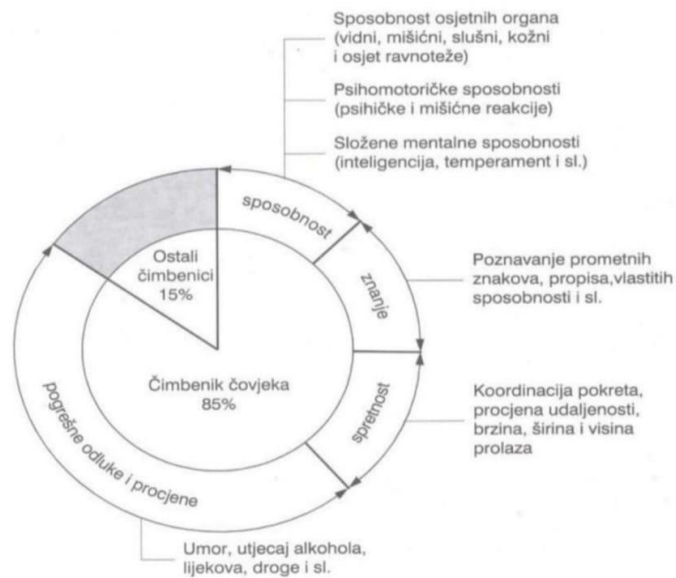 Sposobnost osjetnih organa
(vidni, mišićni, slušni, kožni
i osjet ravnoteže)
Psihomotoričke sposobnosti
(psihičke i mišićne reakcije)
Složene mentalne sposobnosti
(inteligencija, temperament i sl.)
sposobnost
Ostali
čimbenici
15%
znanje
Poznavanje prometnih
znakova, propisa,vlastitih
sposobnosti i sl.
Čimbenik čovjeka
85%
spretnost
Koordinacija pokreta,
procjena udaljenosti,
brzina, širina i visina
prolaza
pogrešne odluke i procjene
Umor, utjecaj alkohola,
lijekova, droge i sl.